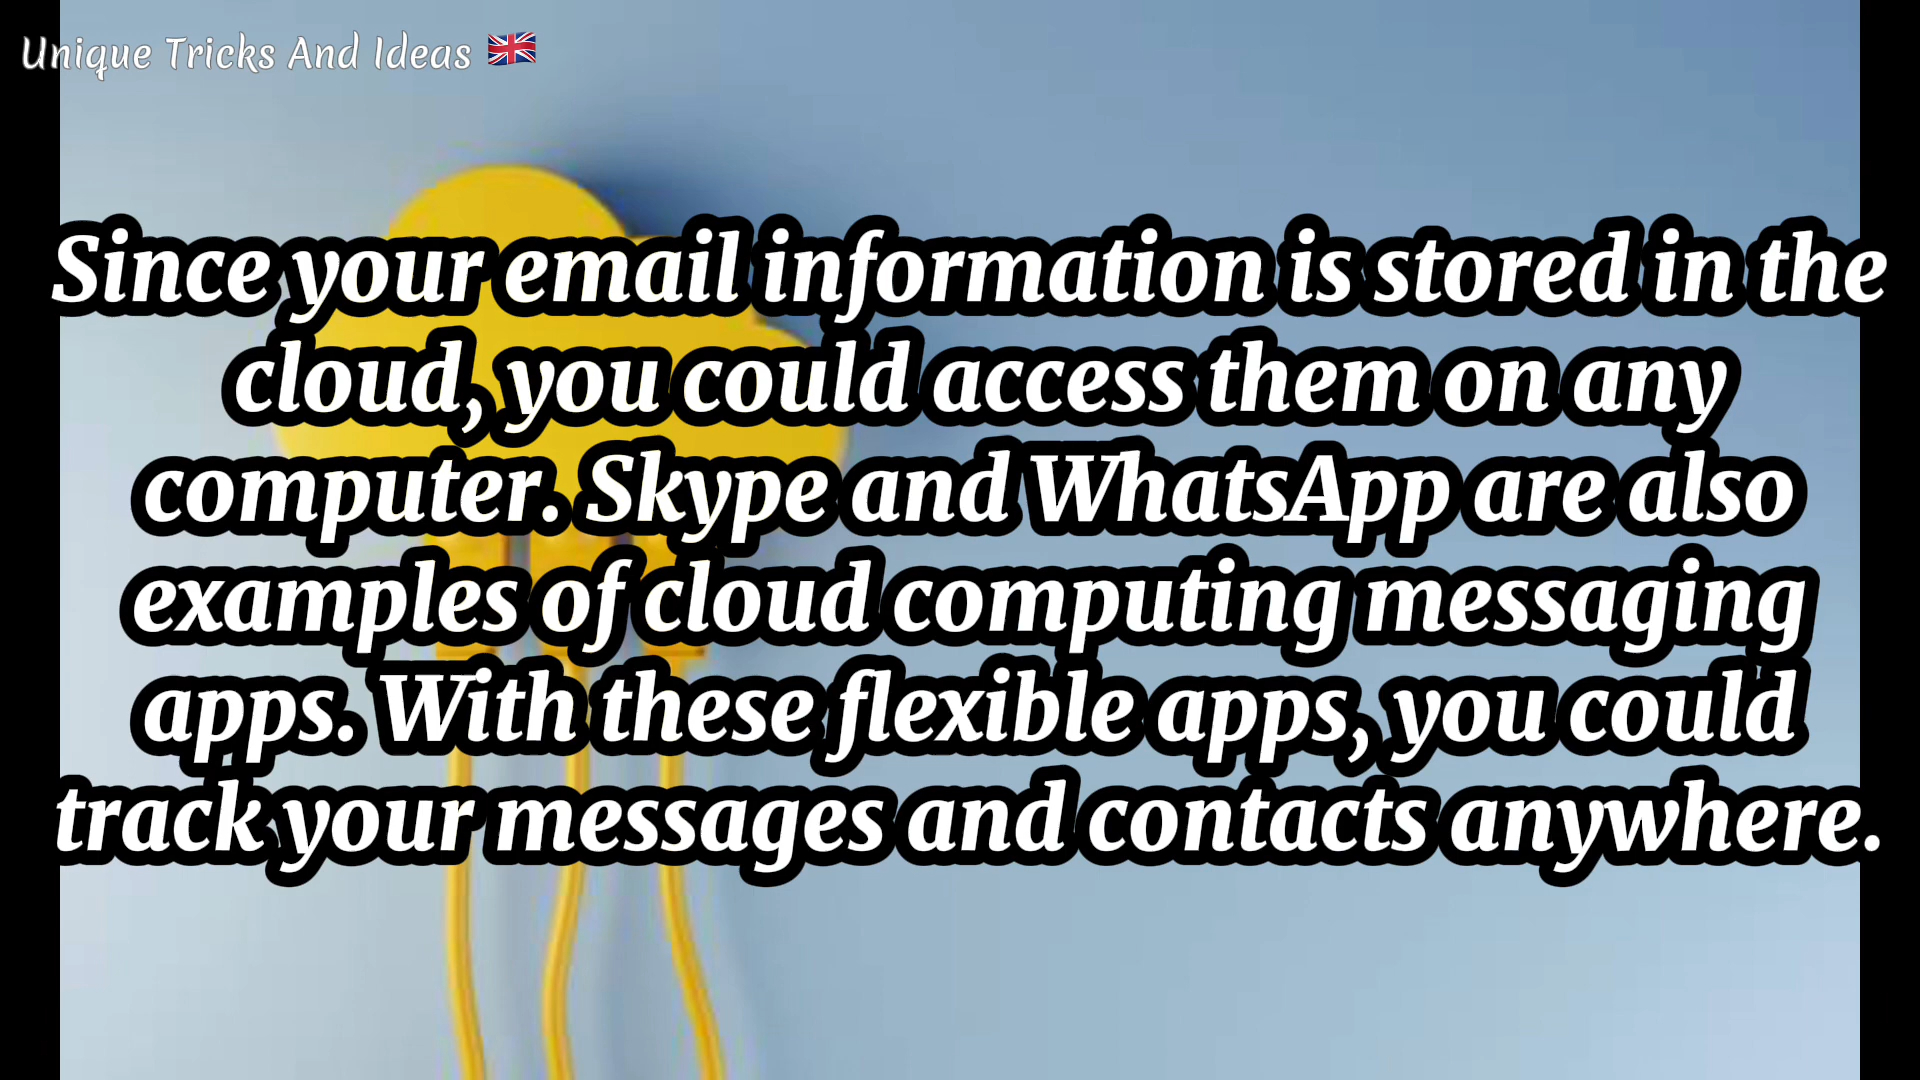 Unique Tricks And Ideas 🇬🇧
Since your email information is stored in the
cloud, you could access them on any
computer. Skype and WhatsApp are also
examples of cloud computing messaging
apps. With these flexible apps, you could
track your messages and contacts anywhere.